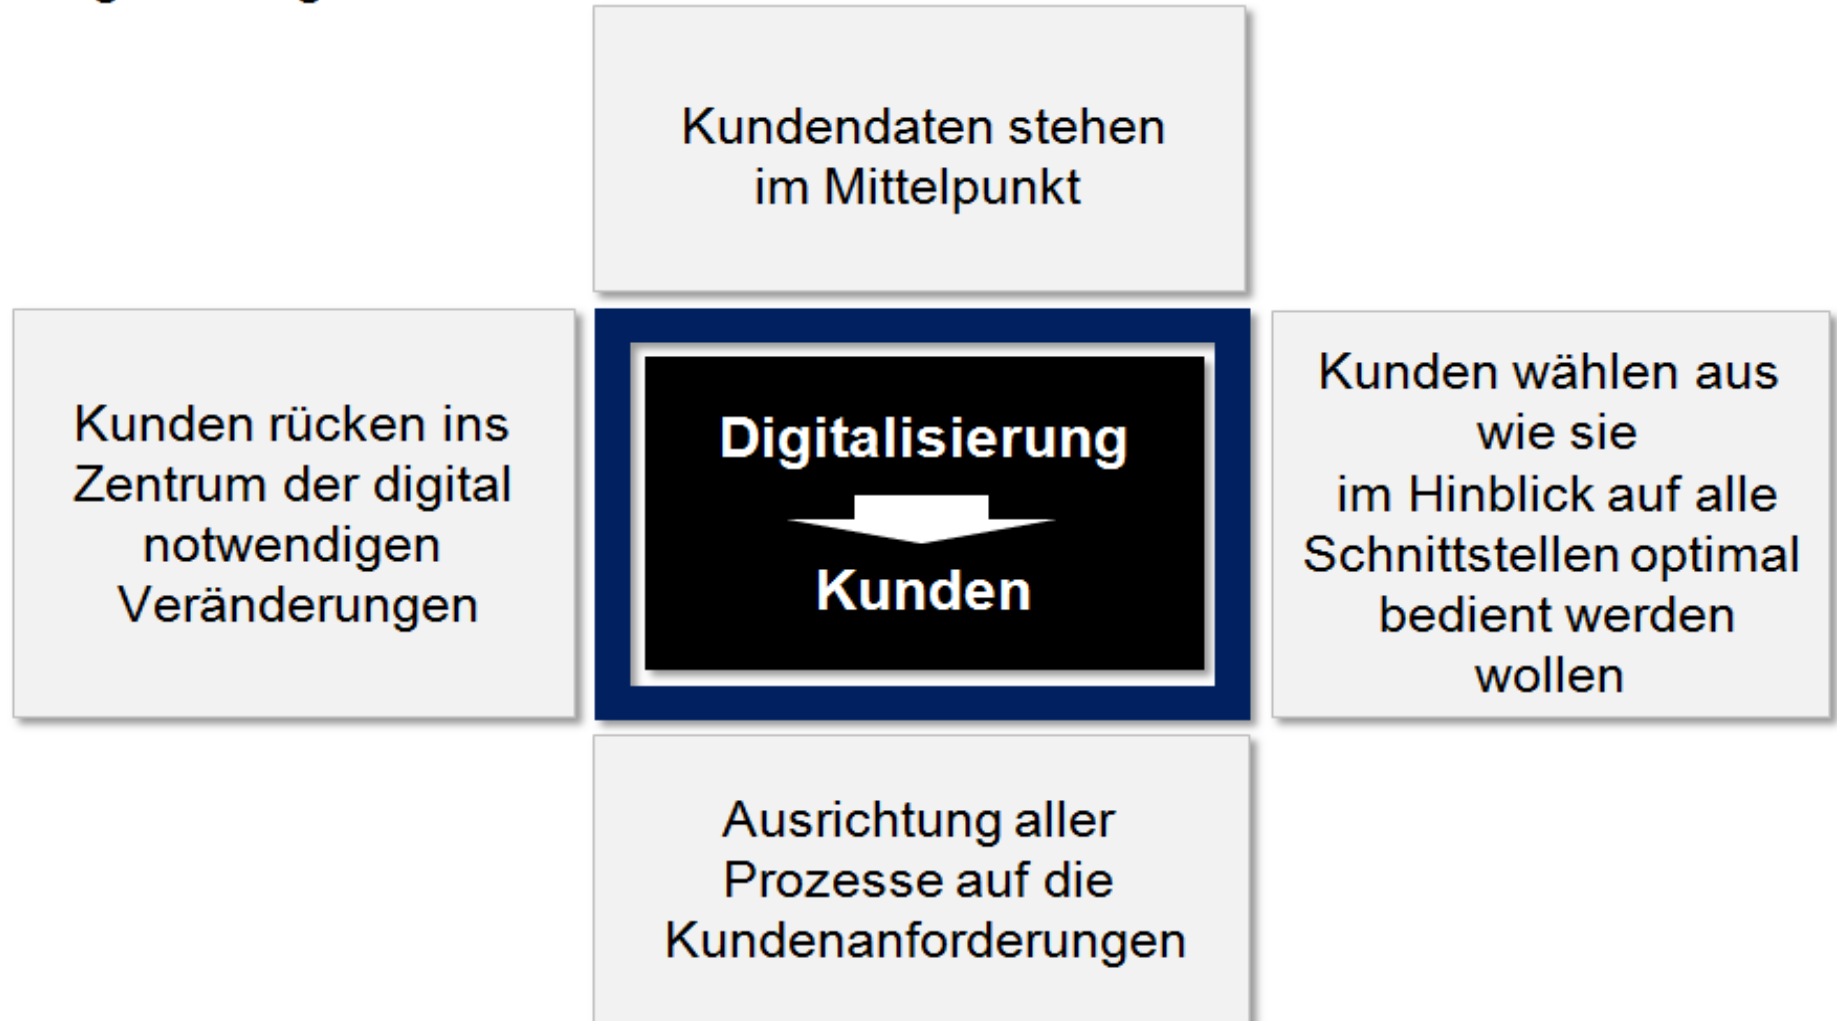 Kundendaten stehen
im Mittelpunkt
Kunden rücken ins
Zentrum der digital
notwendigen
Veränderungen
Digitalisierung
Kunden
Kunden wählen aus
wie sie
im Hinblick auf alle
Schnittstellen optimal
bedient werden
wollen
Ausrichtung aller
Prozesse auf die
Kundenanforderungen